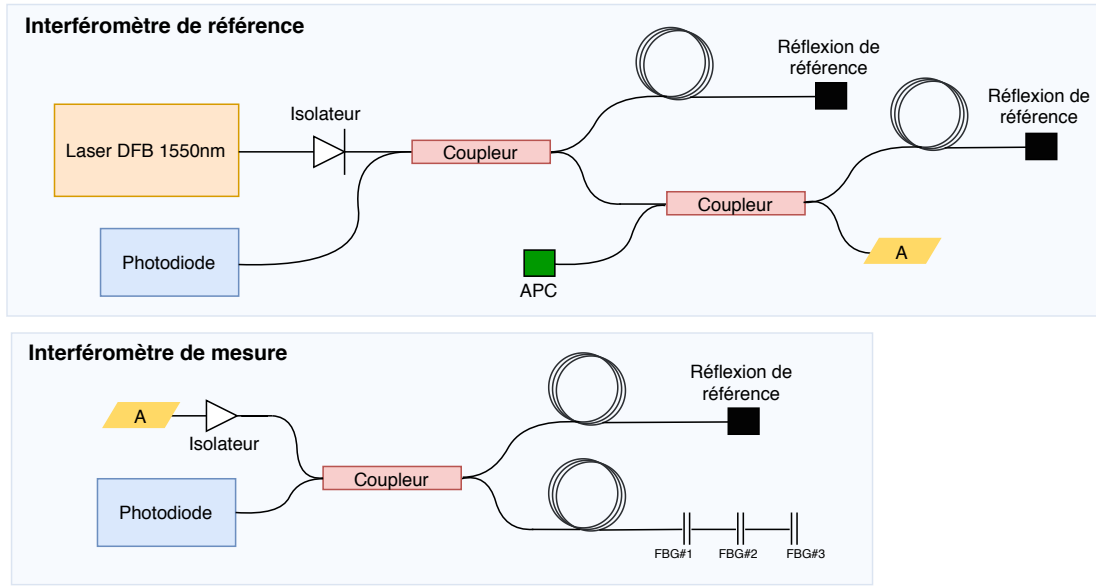 Interféromètre de référence
Réflexion de
référence
Réflexion de
référence
Isolateur
Laser DFB 1550nm
Coupleur
Coupleur
Photodiode
A
APC
Interféromètre de mesure
Réflexion de
référence
A
Isolateur
Coupleur
Photodiode
FBG#1
FBG#2
FBG#3